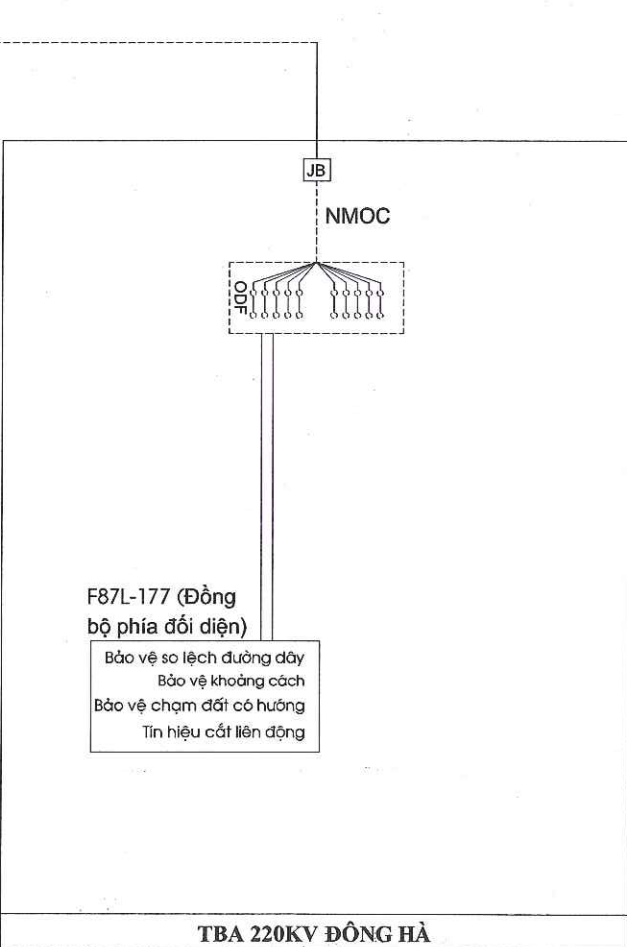 JB
NMOC
ODF
F87L-177 (Đồng
bộ phía đối diện)
Bảo vệ so lệch đường dây
Bảo vệ khoảng cách
Bảo vệ chạm đất có hướng
Tín hiệu cắt liên động
TBA 220KV ĐÔNG HÀ